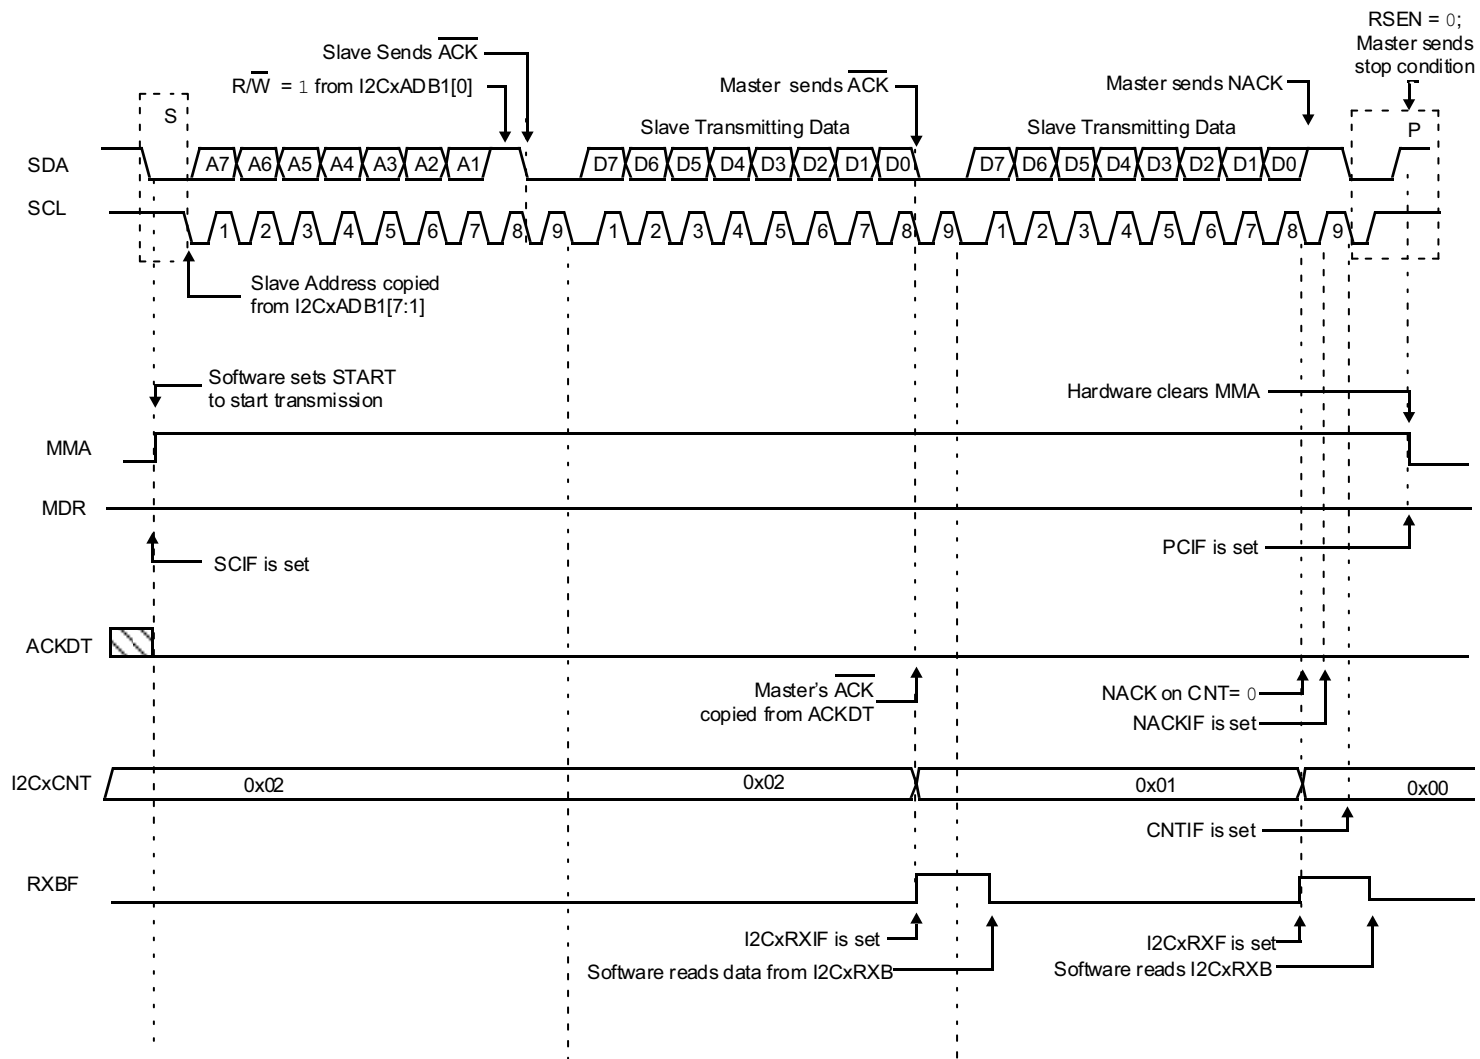 RSEN = 0;
Master sends
stop condition
Slave Sends ACK
R/W = 1 from I2CxADB1[0]
Master sends ACK
Master sends NACK
S
Slave Transmitting Data
Slave Transmitting Data
P
SDA
A7 A6 A5 A4 A3 A2 A1
D7 D6 D5 D4 D3 D2 D1 D0
D7 D6 D5 D4 D3 D2 D1 D0
SCL
1 2 3 4 5 6 7 8 9
1 2 3 4 5 6 7 8 9
1 2 3 4 5 6 7 8 9
Slave Address copied
from I2CxADB1[7:1]
Software sets START
to start transmission
Hardware clears MMA
MMA
MDR
SCIF is set
PCIF is set
ACKDT
Master's ACK
copied from ACKDT
NACK on CNT= 0
NACKIF is set
I2CxCNT
0x02
0x02
0x01
0x00
CNTIF is set
RXBF
I2CxRXIF is set
Software reads data from I2CxRXB
I2CxRXF is set
Software reads I2CxRXB